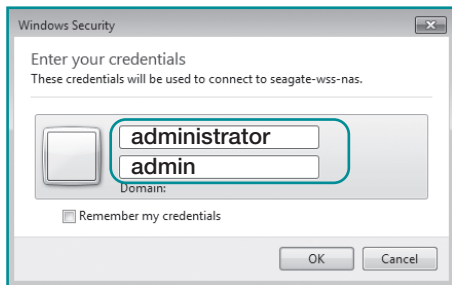 Windows Security
Enter your credentials
These credentials will be used to connect to seagate-wss-nas.
administrator
admin
Domain:
Remember my credentials
OK
Cancel